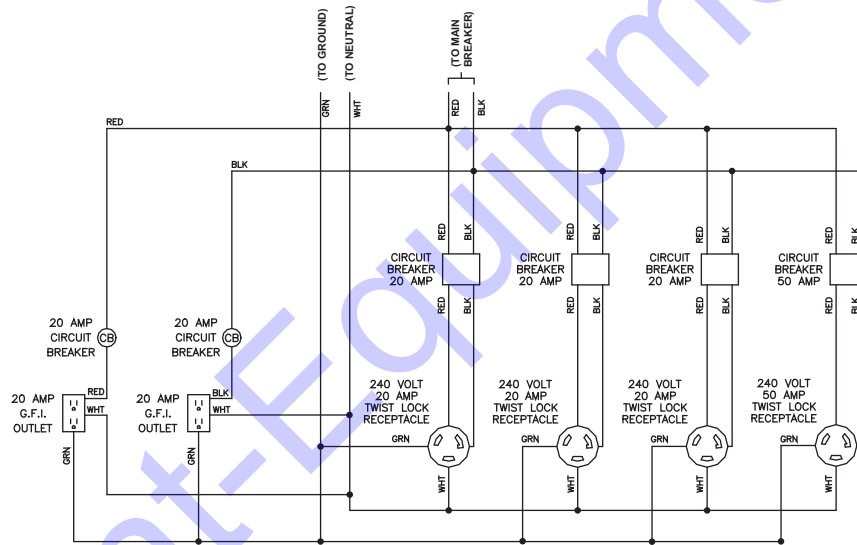 (TO GROUND)
(TO NEUTRAL)
(TO MAIN
BREAKER)
GRN
WHT
RED
BLK
RED
BLK
RED
BLK
RED
BLK
RED
BLK
RED
BLK
CIRCUIT
BREAKER
20 AMP
CIRCUIT
BREAKER
20 AMP
CIRCUIT
BREAKER
20 AMP
CIRCUIT
BREAKER
50 AMP
RED
BLK
RED
BLK
RED
BLK
RED
BLK
20 AMP
CIRCUIT
BREAKER
CB
20 AMP
CIRCUIT
BREAKER
CB
20 AMP
G.F.I.
OUTLET
RED
WHT
GRN
20 AMP
G.F.I.
OUTLET
BLK
WHT
GRN
240 VOLT
20 AMP
TWIST LOCK
RECEPTACLE
GRN
WHT
240 VOLT
20 AMP
TWIST LOCK
RECEPTACLE
GRN
WHT
240 VOLT
20 AMP
TWIST LOCK
RECEPTACLE
GRN
WHT
240 VOLT
50 AMP
TWIST LOCK
RECEPTACLE
GRN
WHT
nt-Equipme